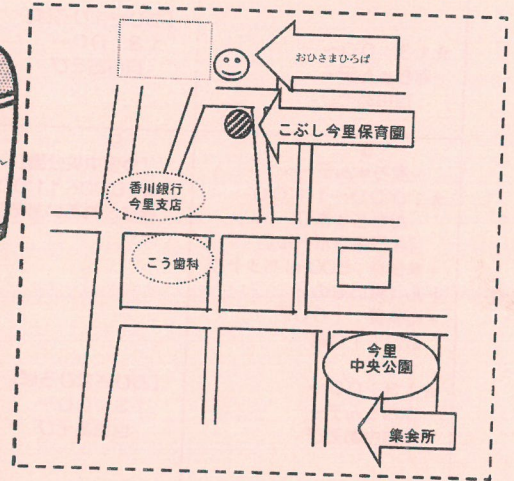 おひさまひろば
こぶし今里保育園
香川銀行
今里支店
こう歯科
今里
中央公園
集会所
ん